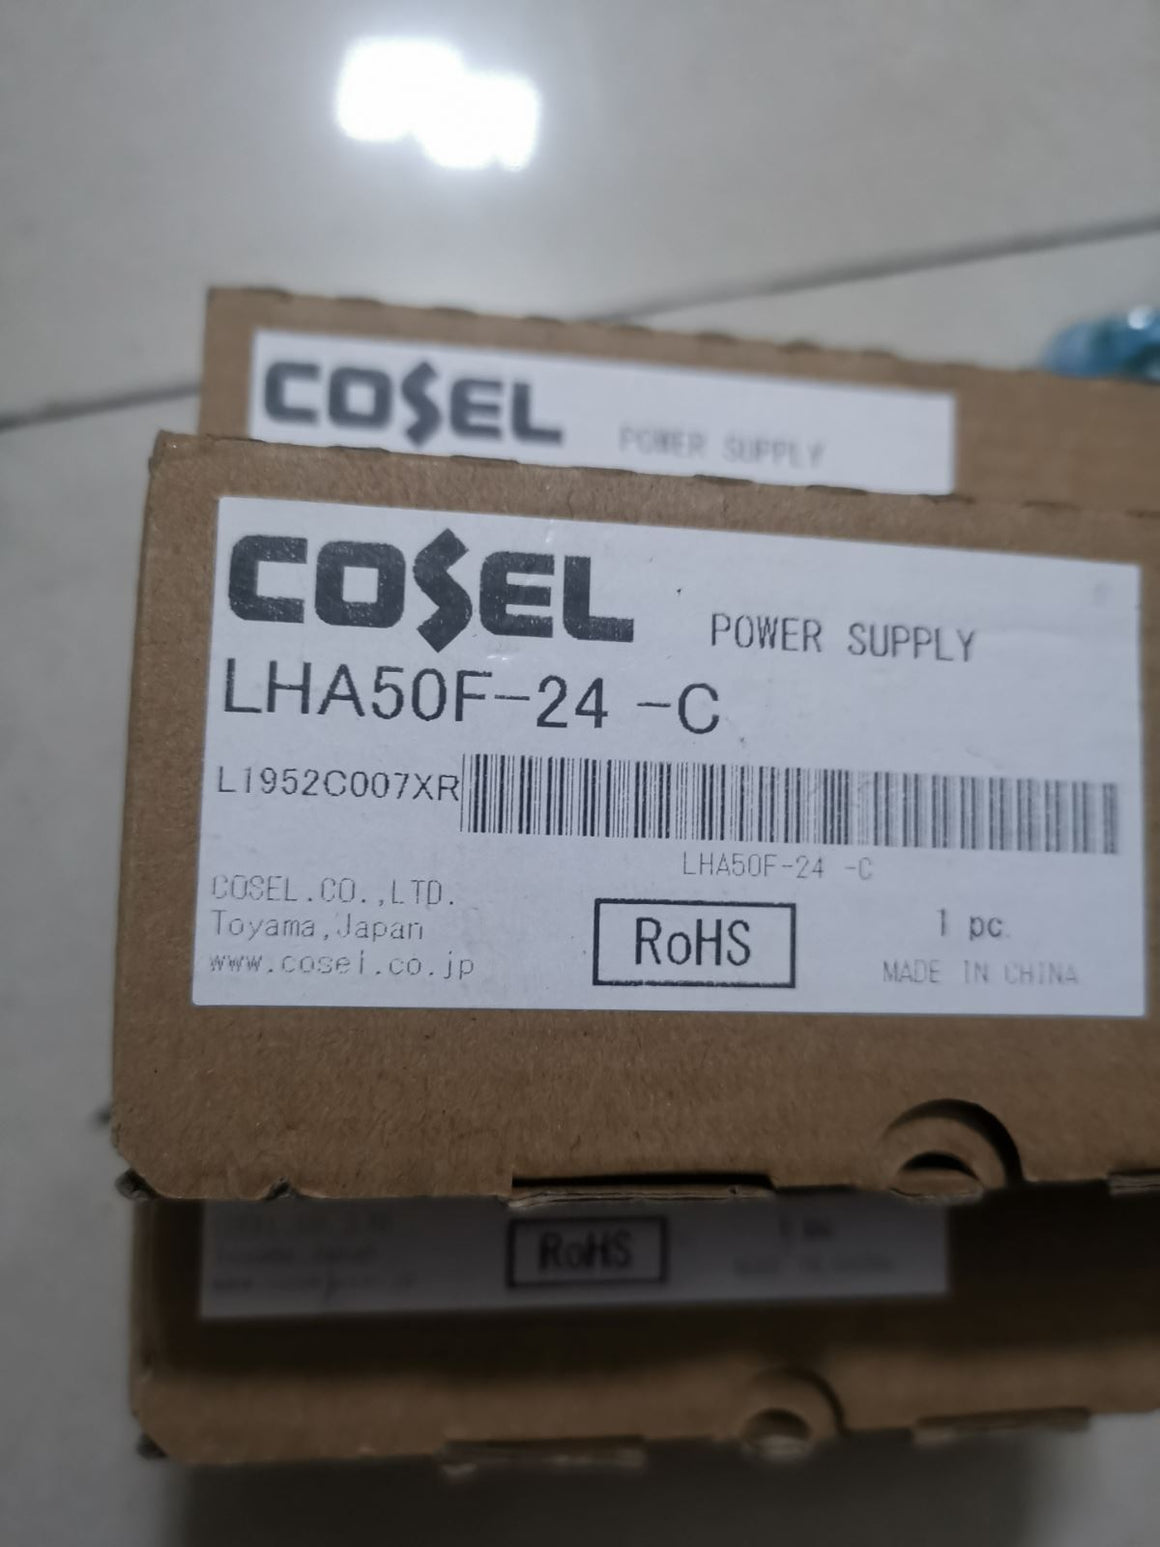 COSEL POWER SUPPLY
COSEL POWER SUPPLY
LHA50F-24 -C
L1952C007XR
LHA50F-24 -C
COSEL.CO.,LTD.
Toyama,Japan
www.cosel.co.jp
RoHS
1 pc.
MADE IN CHINA
RoHS